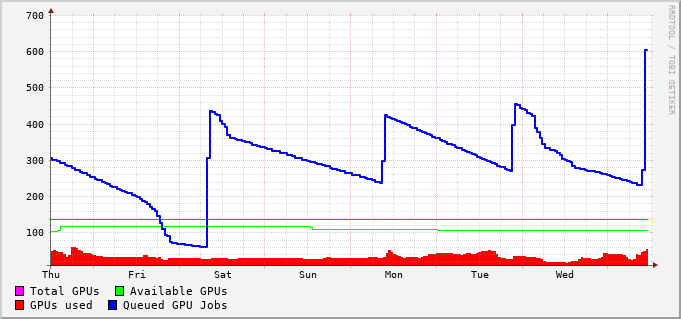 700
600
500
400
300
200
100
Thu Fri Sat Sun Mon Tue Wed
Total GPUs Available GPUs
GPUs used Queued GPU Jobs
RRDTOOL / TOBI OETIKER